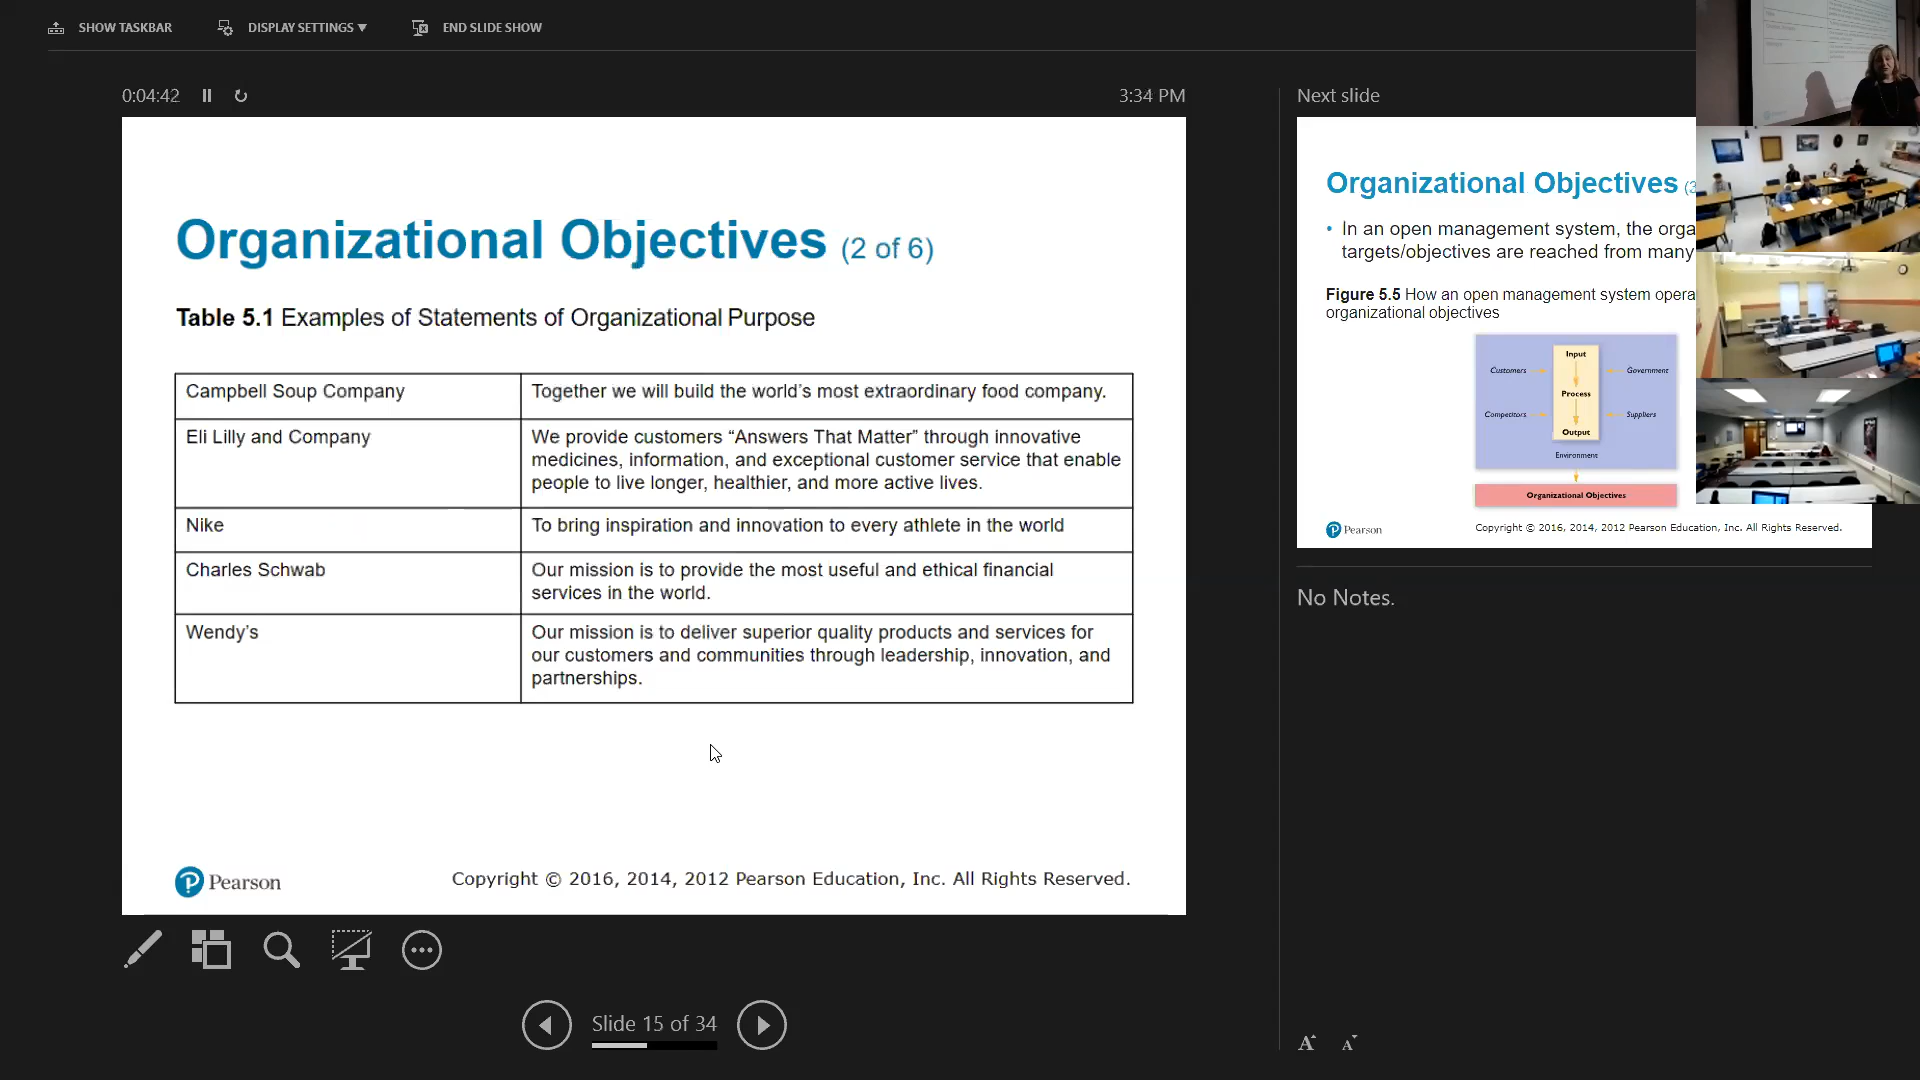 SHOW TASKBAR
DISPLAY SETTINGS
END SLIDE SHOW
0:04:42
3:34 PM
Organizational Objectives (2 of 6)
Table 5.1 Examples of Statements of Organizational Purpose
Campbell Soup Company
Together we will build the world's most extraordinary food company.
Eli Lilly and Company
We provide customers “Answers That Matter” through innovative
medicines, information, and exceptional customer service that enable
people to live longer, healthier, and more active lives.
Nike
To bring inspiration and innovation to every athlete in the world
Charles Schwab
Our mission is to provide the most useful and ethical financial
services in the world.
Wendy's
Our mission is to deliver superior quality products and services for
our customers and communities through leadership, innovation, and
partnerships.
Pearson
Copyright © 2016, 2014, 2012 Pearson Education, Inc. All Rights Reserved.
Slide 15 of 34
Next slide
Organizational Objectives (3
• In an open management system, the orga
targets/objectives are reached from many
Figure 5.5 How an open management system opera
organizational objectives
Input
Customers
Government
Process
Competitors
Suppliers
Output
Environment
Organizational Objectives
Pearson
Copyright © 2016, 2014, 2012 Pearson Education, Inc. All Rights Reserved.
No Notes.
A A